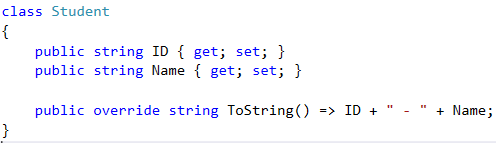 class Student
{
    public string ID { get; set; }
    public string Name { get; set; }

    public override string ToString() => ID + " - " + Name;
}